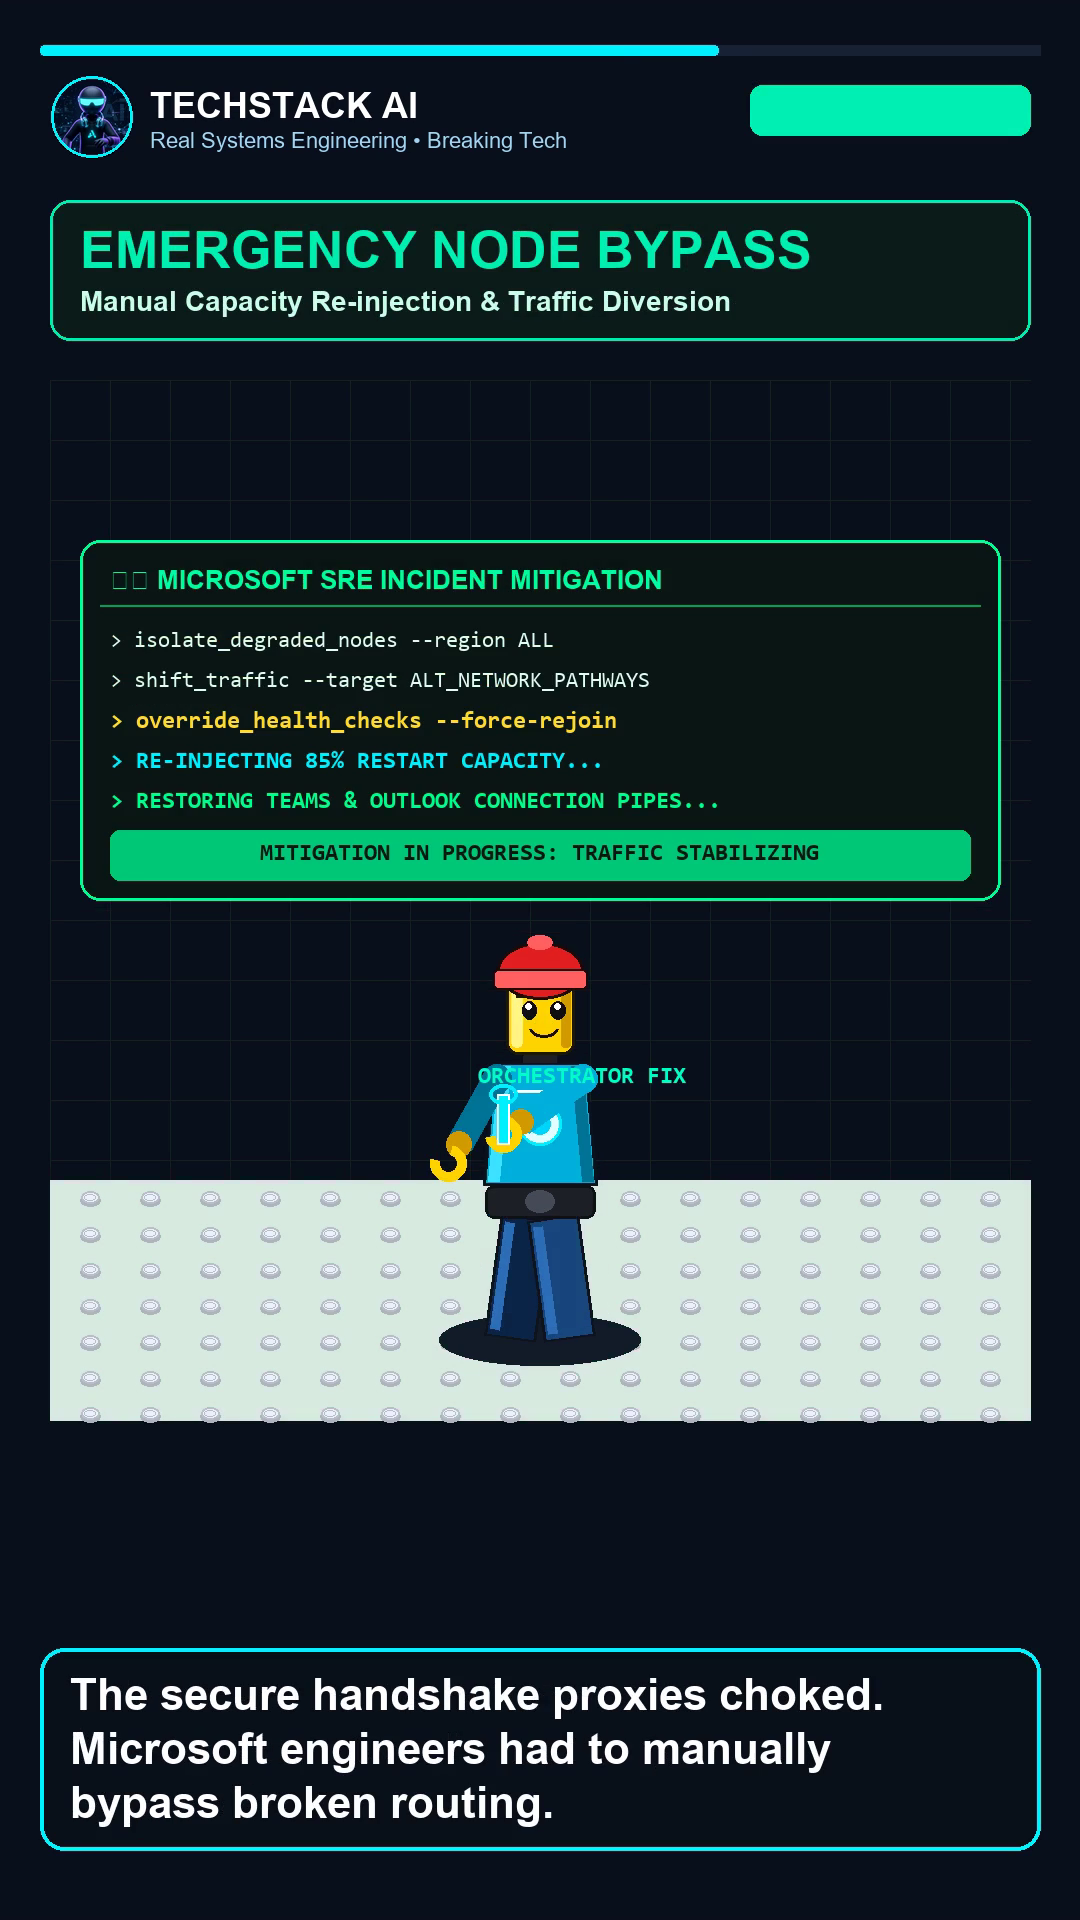 TECHSTACK AI
Real Systems Engineering • Breaking Tech
EMERGENCY NODE BYPASS
Manual Capacity Re-injection & Traffic Diversion
MICROSOFT SRE INCIDENT MITIGATION
> isolate_degraded_nodes --region ALL
> shift_traffic --target ALT_NETWORK_PATHWAYS
> override_health_checks --force-rejoin
> RE-INJECTING 85% RESTART CAPACITY...
> RESTORING TEAMS & OUTLOOK CONNECTION PIPES...
MITIGATION IN PROGRESS: TRAFFIC STABILIZING
ORCHESTRATOR FIX
The secure handshake proxies choked.
Microsoft engineers had to manually
bypass broken routing.